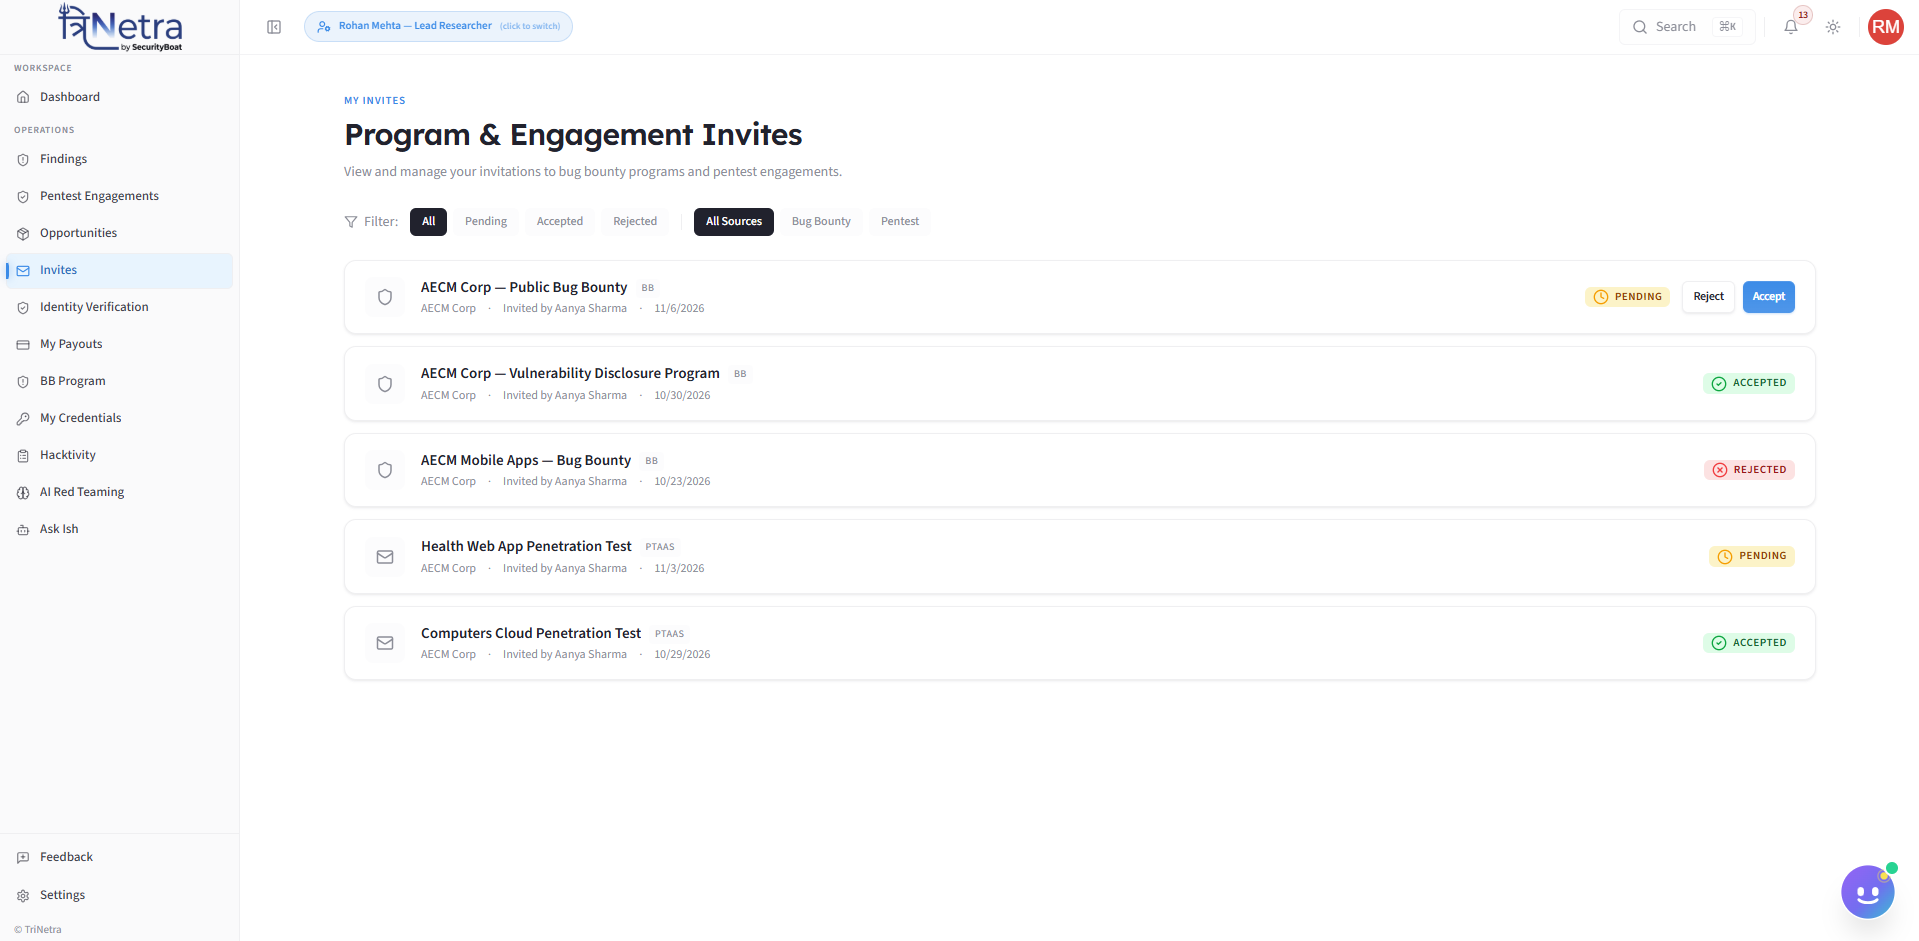 त्रिNetra
by SecurityBoat
Rohan Mehta — Lead Researcher (click to switch)
Search ⌘K
13
RM
WORKSPACE
Dashboard
OPERATIONS
Findings
Pentest Engagements
Opportunities
Invites
Identity Verification
My Payouts
BB Program
My Credentials
Hacktivity
AI Red Teaming
Ask Ish
Feedback
Settings
© TriNetra
MY INVITES
Program & Engagement Invites
View and manage your invitations to bug bounty programs and pentest engagements.
Filter: All Pending Accepted Rejected All Sources Bug Bounty Pentest
AECM Corp — Public Bug Bounty BB
AECM Corp · Invited by Aanya Sharma · 11/6/2026
PENDING Reject Accept
AECM Corp — Vulnerability Disclosure Program BB
AECM Corp · Invited by Aanya Sharma · 10/30/2026
ACCEPTED
AECM Mobile Apps — Bug Bounty BB
AECM Corp · Invited by Aanya Sharma · 10/23/2026
REJECTED
Health Web App Penetration Test PTAAS
AECM Corp · Invited by Aanya Sharma · 11/3/2026
PENDING
Computers Cloud Penetration Test PTAAS
AECM Corp · Invited by Aanya Sharma · 10/29/2026
ACCEPTED